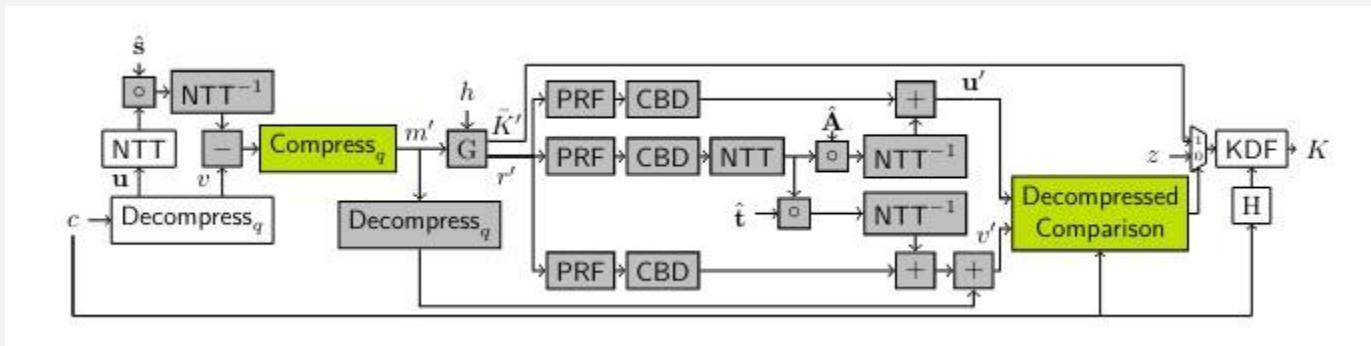 ŝ
∘ NTT⁻¹
NTT − Compress_q m′
u v
c Decompress_q
Decompress_q
h
G K̄′
r′
PRF CBD + u′
Â
PRF CBD NTT ∘ NTT⁻¹
t̂ ∘ NTT⁻¹
v′
PRF CBD + +
Decompressed
Comparison
z 1
0
KDF K
H